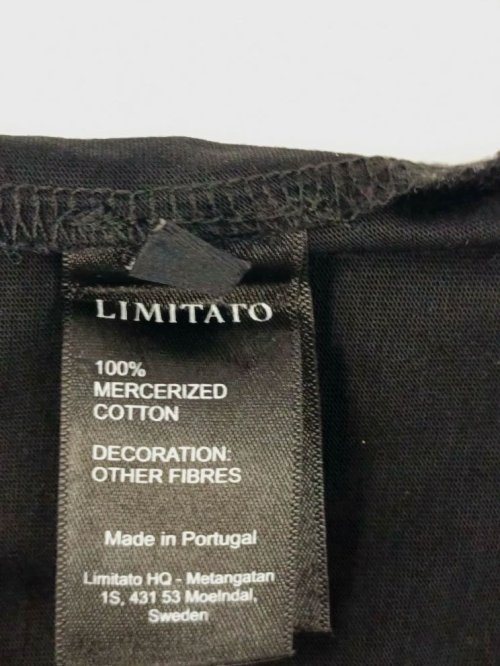 LIMITATO
100%
MERCERIZED
COTTON
DECORATION:
OTHER FIBRES
Made in Portugal
Limitato HQ - Metangatan
1S, 431 53 Moelndal,
Sweden